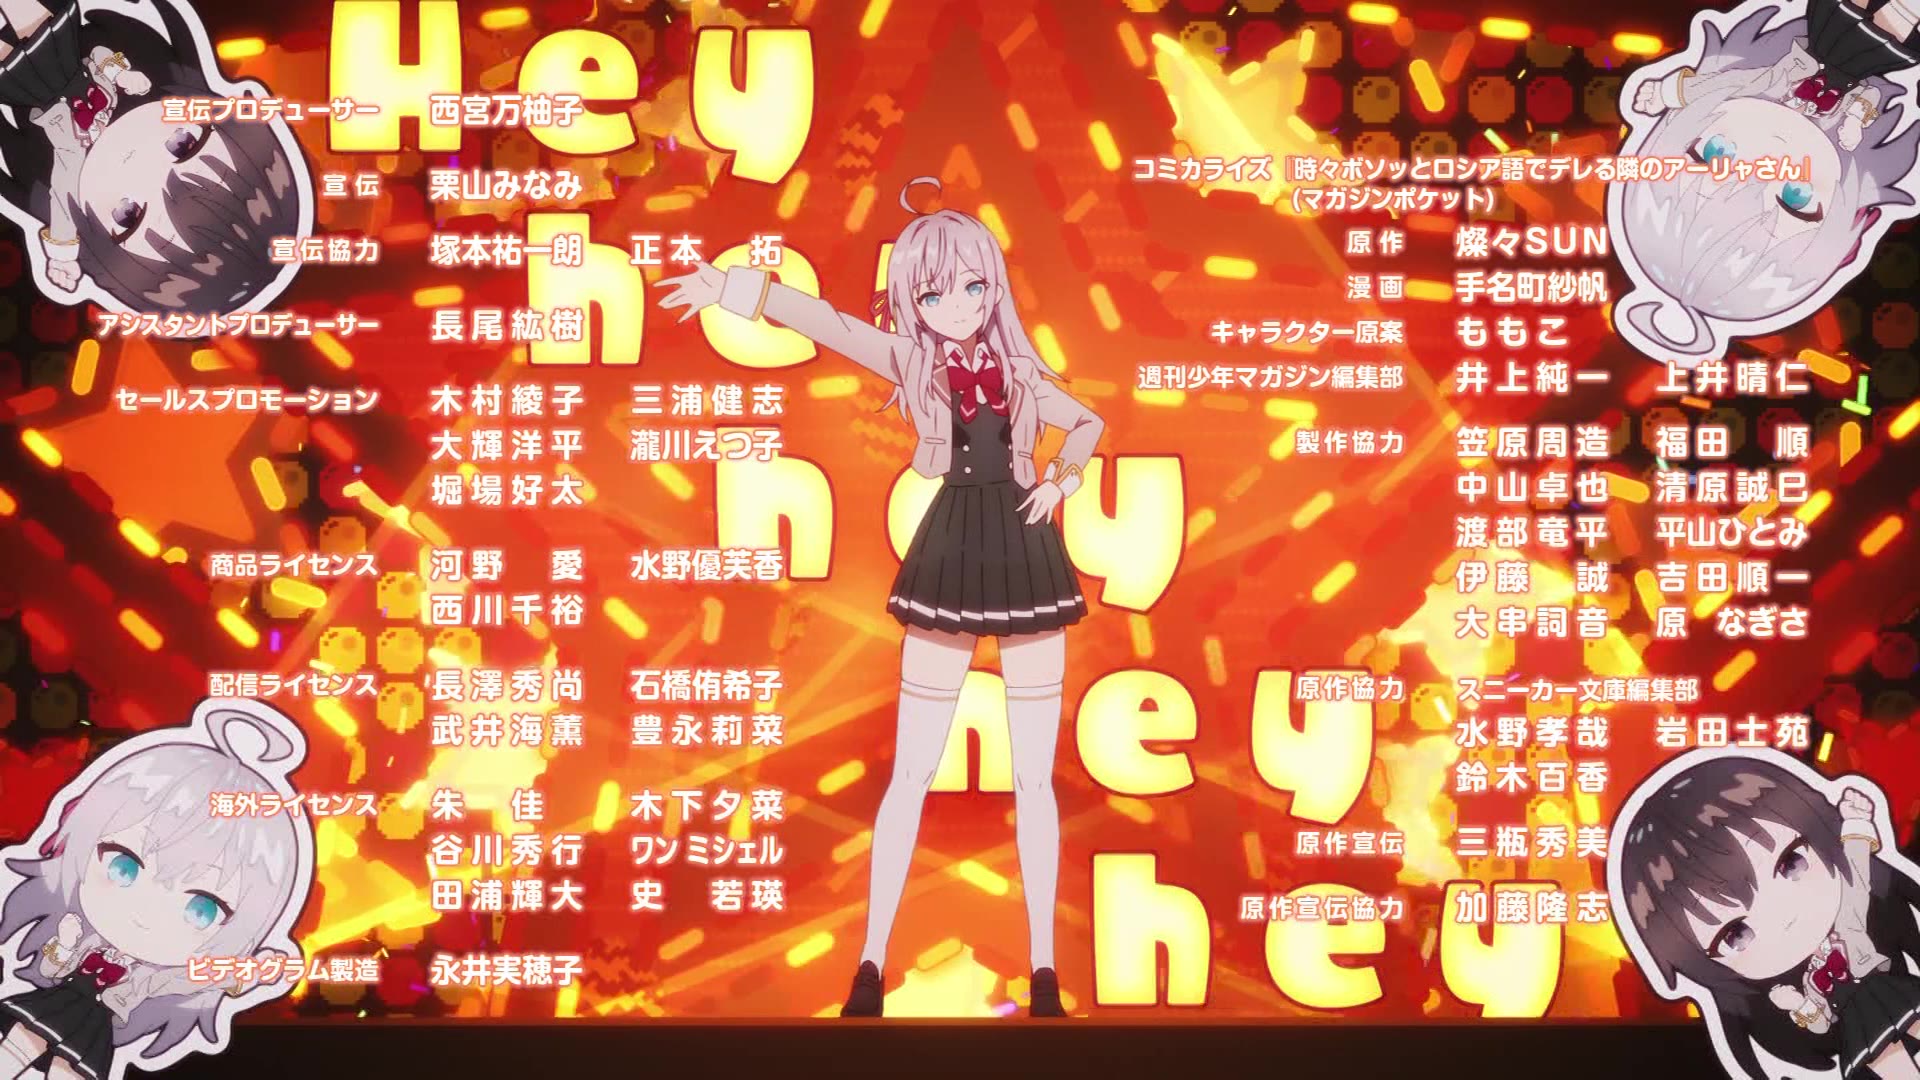 Hey
hey
hey
hey
hey
宣伝プロデューサー 西宮万柚子
宣伝 栗山みなみ
宣伝協力 塚本祐一朗 正本 拓
アシスタントプロデューサー 長尾紘樹
セールスプロモーション 木村綾子 三浦健志
大輝洋平 瀧川えつ子
堀場好太
商品ライセンス 河野 愛 水野優芙香
西川千裕
配信ライセンス 長澤秀尚 石橋侑希子
武井海薫 豊永莉菜
海外ライセンス 朱 佳 木下夕菜
谷川秀行 ワン ミシェル
田浦輝大 史 若瑛
ビデオグラム製造 永井実穂子
コミカライズ『時々ボソッとロシア語でデレる隣のアーリャさん』
(マガジンポケット)
原作 燦々SUN
漫画 手名町紗帆
キャラクター原案 ももこ
週刊少年マガジン編集部 井上純一 上井晴仁
製作協力 笠原周造 福田 順
中山卓也 清原誠巳
渡部竜平 平山ひとみ
伊藤 誠 吉田順一
大串詞音 原 なぎさ
原作協力 スニーカー文庫編集部
水野孝哉 岩田士苑
鈴木百香
原作宣伝 三瓶秀美
原作宣伝協力 加藤隆志